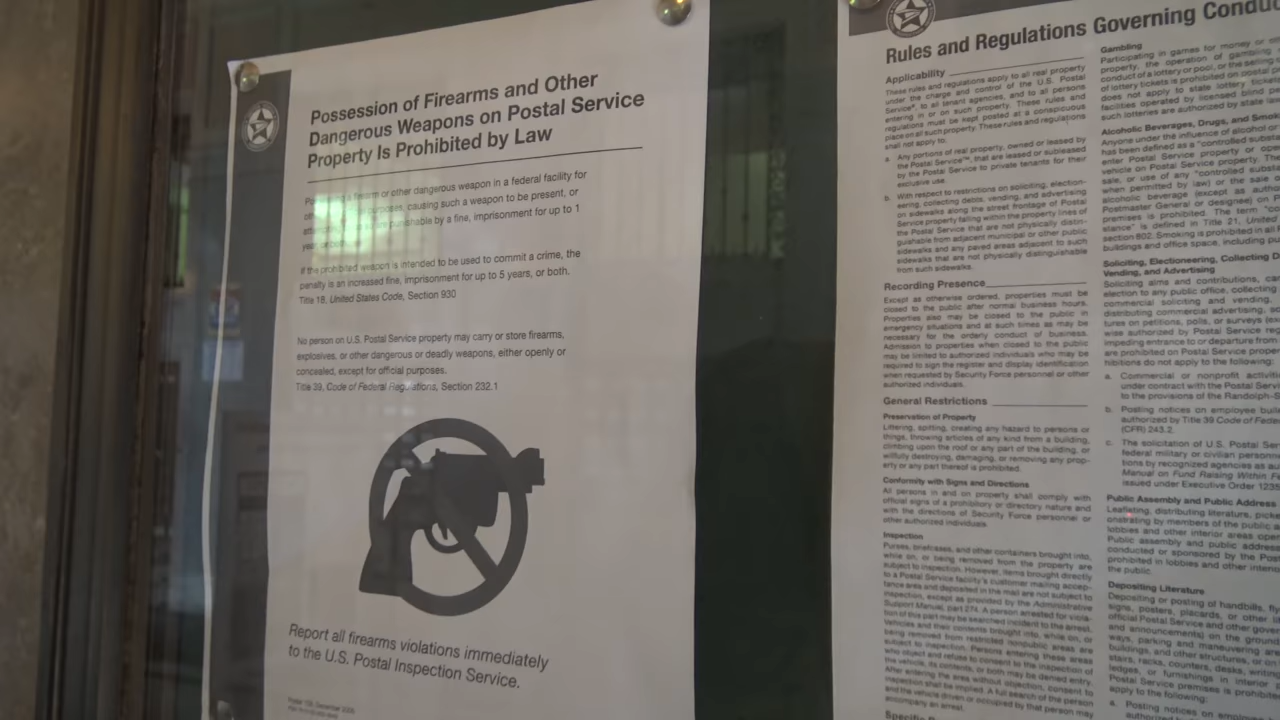 Possession of Firearms and Other
Dangerous Weapons on Postal Service
Property Is Prohibited by Law
a firearm or other dangerous weapon in a federal facility for
purposes, causing such a weapon to be present, or
punishable by a fine, imprisonment for up to 1
year or both.
If the prohibited weapon is intended to be used to commit a crime, the
penalty is an increased fine, imprisonment for up to 5 years, or both.
Title 18, United States Code, Section 930
No person on U.S. Postal Service property may carry or store firearms,
explosives, or other dangerous or deadly weapons, either openly or
concealed, except for official purposes.
Title 39, Code of Federal Regulations, Section 232.1
Report all firearms violations immediately
to the U.S. Postal Inspection Service.
Rules and Regulations Governing Condu
Applicability
These rules and regulations apply to all real property
under the charge and control of the U.S. Postal
Service®, to all tenant agencies, and to all persons
entering in or on such property. These rules and
regulations must be kept posted at a conspicuous
place on all such property. These rules and regulations
shall not apply to:
a. Any portions of real property, owned or leased by
the Postal Service™, that are leased or subleased
by the Postal Service to private tenants for their
exclusive use.
b. With respect to restrictions on soliciting, election-
eering, collecting debts, vending, and advertising
on sidewalks along the street frontage of Postal
Service property falling within the property lines of
the Postal Service that are not physically distin-
guishable from adjacent municipal or other public
sidewalks and any paved areas adjacent to such
sidewalks that are not physically distinguishable
from such sidewalks.
Recording Presence
Except as otherwise ordered, properties must be
closed to the public after normal business hours.
Properties also may be closed to the public in
emergency situations and at such times as may be
necessary for the orderly conduct of business.
Admission to properties when closed to the public
may be limited to authorized individuals who may be
required to sign the register and display identification
when requested by Security Force personnel or other
authorized individuals.
General Restrictions
Preservation of Property
Littering, spitting, creating any hazard to persons or
things, throwing articles of any kind from a building,
climbing upon the roof or any part of the building, or
willfully destroying, damaging, or removing any prop-
erty or any part thereof is prohibited.
Conformity with Signs and Directions
All persons in and on property shall comply with
official signs of a prohibitory or directory nature and
with the directions of Security Force personnel or
other authorized individuals.
Inspection
Purses, briefcases, and other containers brought into,
while on, or being removed from the property are
subject to inspection. However, items brought directly
to a Postal Service facility's customer mailing accep-
tance area and deposited in the mail are not subject to
inspection, except as provided by the Administrative
Support Manual, part 274. A person arrested for viola-
tion of this part may be searched incident to the arrest.
Vehicles and their contents brought into, while on, or
being removed from restricted nonpublic areas are
subject to inspection. Persons entering these areas
who object and refuse to consent to the inspection of
the vehicle, its contents, or both may be denied entry.
After entering the area without objection, consent to
inspection shall be implied. A full search of the person
and the vehicle driven or occupied by that person may
accompany an arrest.
Gambling
Participating in games for money or
property, the operation of gambling
conduct of a lottery or pool, or the selling
of lottery tickets is prohibited on postal
does not apply to state lottery tickets
facilities operated by licensed blind
such lotteries are authorized by state
Alcoholic Beverages, Drugs, and Smok
Anyone under the influence of alcohol or
has been defined as a "controlled
enter Postal Service property or
vehicle on Postal Service property. The
sale, or use of any "controlled
when permitted by law) or the sale
alcoholic beverage (except as
Postmaster General or designee) on
premises is prohibited. The term
stance" is defined in Title 21, United
section 802. Smoking is prohibited in all
buildings and office space, including
Soliciting, Electioneering, Collecting D
Vending, and Advertising
Soliciting alms and contributions,
election to any public office, collecting
commercial soliciting and vending,
distributing commercial advertising,
tures on petitions, polls, or surveys
wise authorized by Postal Service
impeding entrance to or departure from
are prohibited on Postal Service
hibitions do not apply to the following:
a. Commercial or nonprofit
under contract with the Postal
to the provisions of the Randolph-S
b. Posting notices on employee
authorized by Title 39 Code of
(CFR) 243.2.
c. The solicitation of U.S. Postal
federal military or civilian
tions by recognized agencies as
Manual on Fund Raising Within
issued under Executive Order 1235
Public Assembly and Public Address
Leafleting, distributing literature,
onstrating by members of the public
lobbies and other interior areas
Public assembly and public address
conducted or sponsored by the
prohibited in lobbies and other
the public.
Depositing Literature
Depositing or posting of handbills,
signs, posters, placards, or other
official Postal Service and other
and announcements) on the
ways, parking and maneuvering
buildings, and other structures, or on
stairs, racks, counters, desks,
ledges, or furnishings in interior
Postal Service premises is
apply to the following:
a. Posting notices on